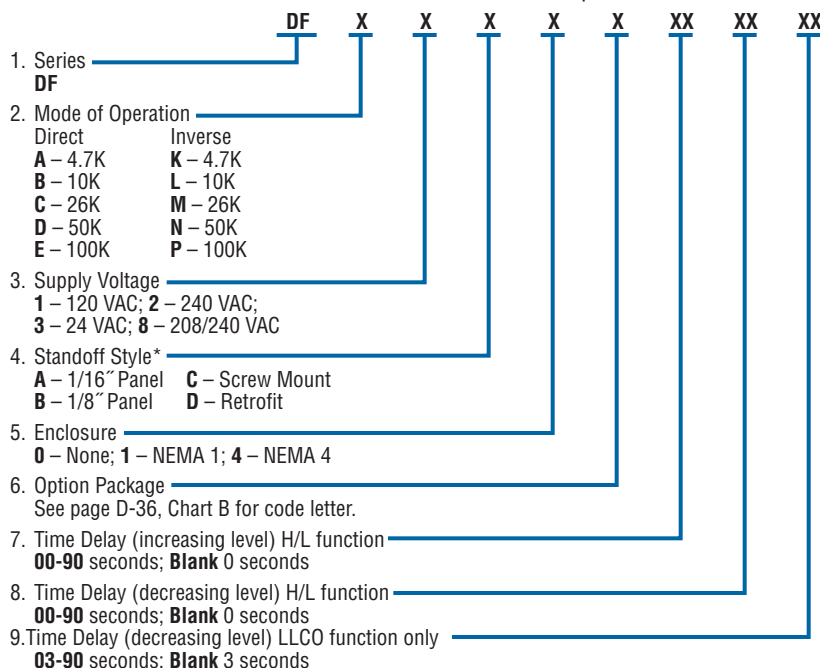 DF X X X X X XX XX XX
1. Series
DF
2. Mode of Operation
Direct Inverse
A – 4.7K K – 4.7K
B – 10K L – 10K
C – 26K M – 26K
D – 50K N – 50K
E – 100K P – 100K
3. Supply Voltage
1 – 120 VAC; 2 – 240 VAC;
3 – 24 VAC; 8 – 208/240 VAC
4. Standoff Style*
A – 1/16˝ Panel C – Screw Mount
B – 1/8˝ Panel D – Retrofit
5. Enclosure
0 – None; 1 – NEMA 1; 4 – NEMA 4
6. Option Package
See page D-36, Chart B for code letter.
7. Time Delay (increasing level) H/L function
00-90 seconds; Blank 0 seconds
8. Time Delay (decreasing level) H/L function
00-90 seconds; Blank 0 seconds
9.Time Delay (decreasing level) LLCO function only
03-90 seconds; Blank 3 seconds